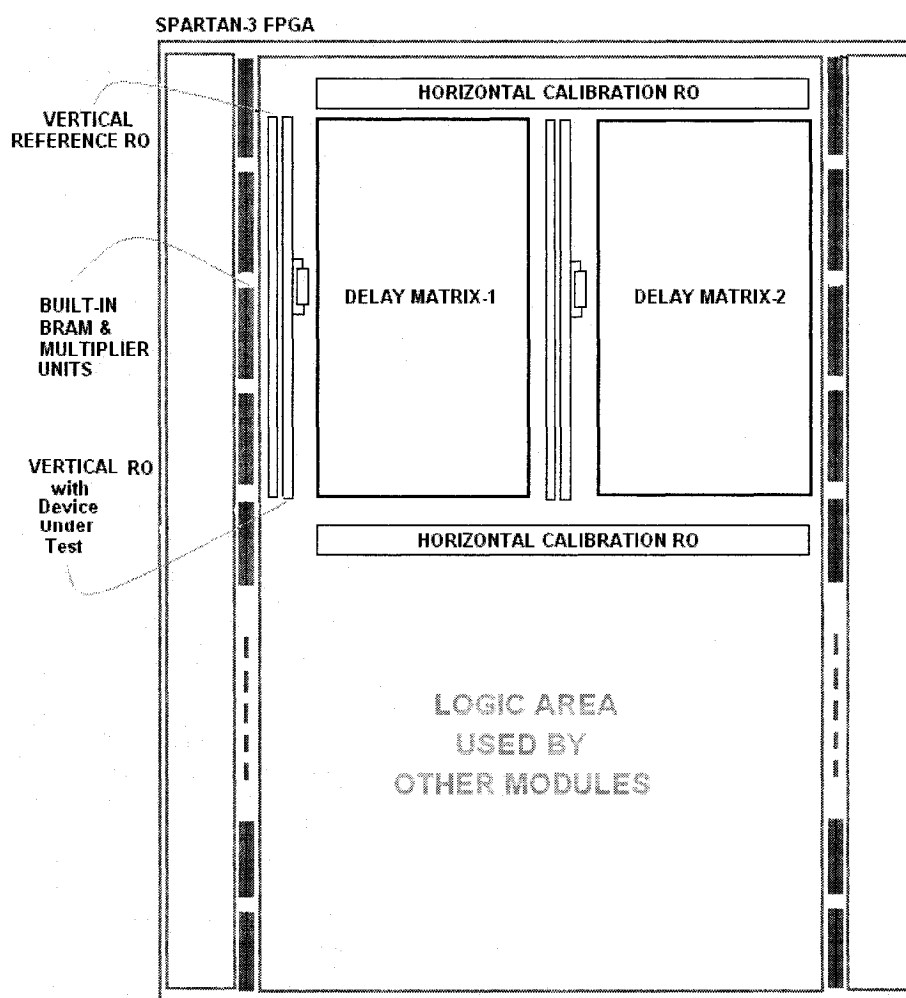 SPARTAN-3 FPGA
HORIZONTAL CALIBRATION RO
VERTICAL
REFERENCE RO
DELAY MATRIX-1
DELAY MATRIX-2
BUILT-IN
BRAM &
MULTIPLIER
UNITS
VERTICAL RO
with
Device
Under
Test
HORIZONTAL CALIBRATION RO
LOGIC AREA
USED BY
OTHER MODULES